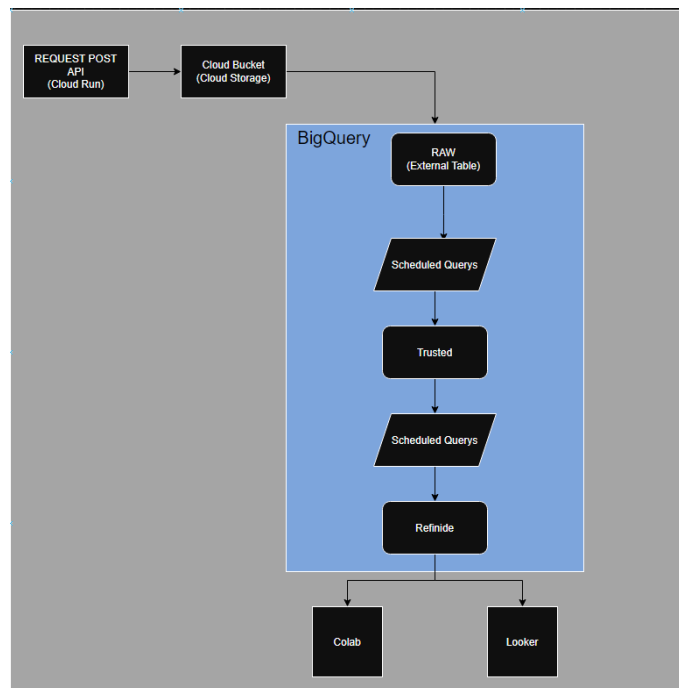 REQUEST POST
API
(Cloud Run)
Cloud Bucket
(Cloud Storage)
BigQuery
RAW
(External Table)
Scheduled Querys
Trusted
Scheduled Querys
Refinide
Colab
Looker